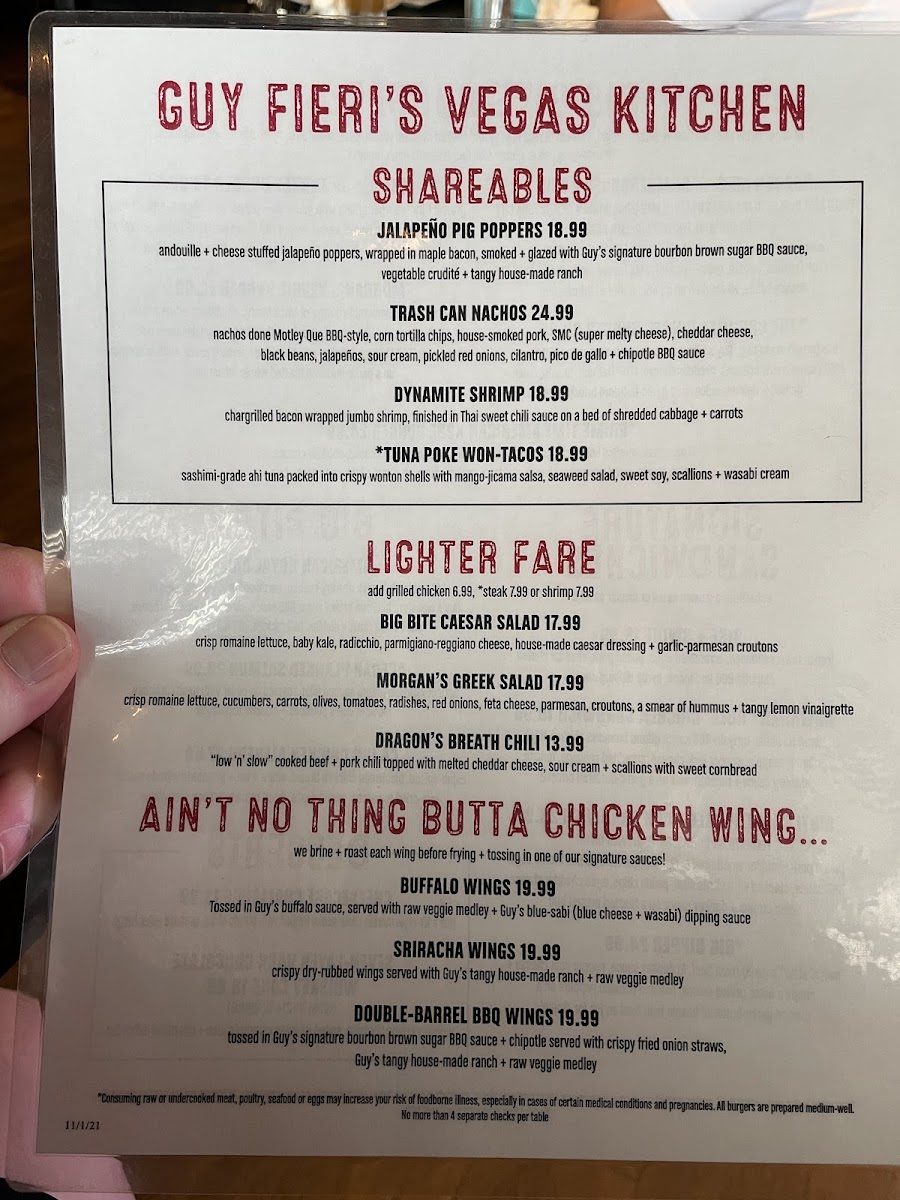 GUY FIERI'S VEGAS KITCHEN
SHAREABLES
JALAPEÑO PIG POPPERS 18.99
andouille + cheese stuffed jalapeño poppers, wrapped in maple bacon, smoked + glazed with Guy's signature bourbon brown sugar BBQ sauce,
vegetable crudité + tangy house-made ranch
TRASH CAN NACHOS 24.99
nachos done Motley Que BBQ-style, corn tortilla chips, house-smoked pork, SMC (super melty cheese), cheddar cheese,
black beans, jalapeños, sour cream, pickled red onions, cilantro, pico de gallo + chipotle BBQ sauce
DYNAMITE SHRIMP 18.99
chargrilled bacon wrapped jumbo shrimp, finished in Thai sweet chili sauce on a bed of shredded cabbage + carrots
*TUNA POKE WON-TACOS 18.99
sashimi-grade ahi tuna packed into crispy wonton shells with mango-jicama salsa, seaweed salad, sweet soy, scallions + wasabi cream
LIGHTER FARE
add grilled chicken 6.99, *steak 7.99 or shrimp 7.99
BIG BITE CAESAR SALAD 17.99
crisp romaine lettuce, baby kale, radicchio, parmigiano-reggiano cheese, house-made caesar dressing + garlic-parmesan croutons
MORGAN'S GREEK SALAD 17.99
crisp romaine lettuce, cucumbers, carrots, olives, tomatoes, radishes, red onions, feta cheese, parmesan, croutons, a smear of hummus + tangy lemon vinaigrette
DRAGON'S BREATH CHILI 13.99
"low 'n' slow" cooked beef + pork chili topped with melted cheddar cheese, sour cream + scallions with sweet cornbread
AIN'T NO THING BUTTA CHICKEN WING...
we brine + roast each wing before frying + tossing in one of our signature sauces!
BUFFALO WINGS 19.99
Tossed in Guy's buffalo sauce, served with raw veggie medley + Guy's blue-sabi (blue cheese + wasabi) dipping sauce
SRIRACHA WINGS 19.99
crispy dry-rubbed wings served with Guy's tangy house-made ranch + raw veggie medley
DOUBLE-BARREL BBQ WINGS 19.99
tossed in Guy's signature bourbon brown sugar BBQ sauce + chipotle served with crispy fried onion straws,
Guy's tangy house-made ranch + raw veggie medley
*Consuming raw or undercooked meat, poultry, seafood or eggs may increase your risk of foodborne illness, especially in cases of certain medical conditions and pregnancies. All burgers are prepared medium-well.
No more than 4 separate checks per table
11/1/21